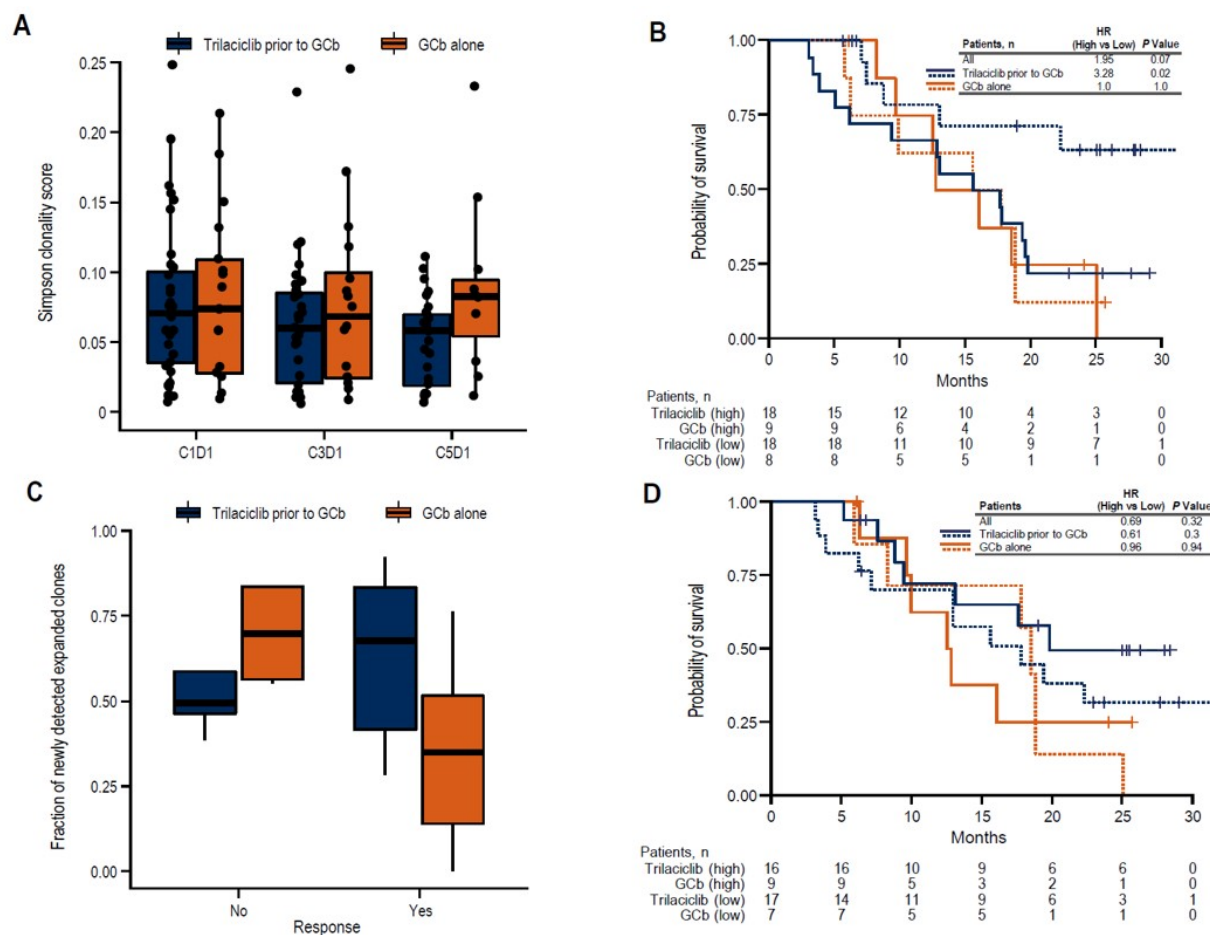 A
Trilaciclib prior to GCb
GCb alone
0.25
0.20
0.15
0.10
0.05
0
Simpson clonality score
C1D1
C3D1
C5D1
B
1.00
0.75
0.50
0.25
0.00
Probability of survival
HR
Patients, n (High vs Low) P Value
All 1.95 0.07
Trilaciclib prior to GCb 3.28 0.02
GCb alone 1.0 1.0
0 5 10 15 20 25 30
Months
Patients, n
Trilaciclib (high) 18 15 12 10 4 3 0
GCb (high) 9 9 6 4 2 1 0
Trilaciclib (low) 18 18 11 10 9 7 1
GCb (low) 8 8 5 5 1 1 0
C
Trilaciclib prior to GCb
GCb alone
1.00
0.75
0.50
0.25
0.00
Fraction of newly detected expanded clones
No
Yes
Response
D
1.00
0.75
0.50
0.25
0.00
Probability of survival
HR
Patients (High vs Low) P Value
All 0.69 0.32
Trilaciclib prior to GCb 0.61 0.3
GCb alone 0.96 0.94
0 5 10 15 20 25 30
Months
Patients, n
Trilaciclib (high) 16 16 10 9 6 6 0
GCb (high) 9 9 5 3 2 1 0
Trilaciclib (low) 17 14 11 9 6 3 1
GCb (low) 7 7 5 5 1 1 0